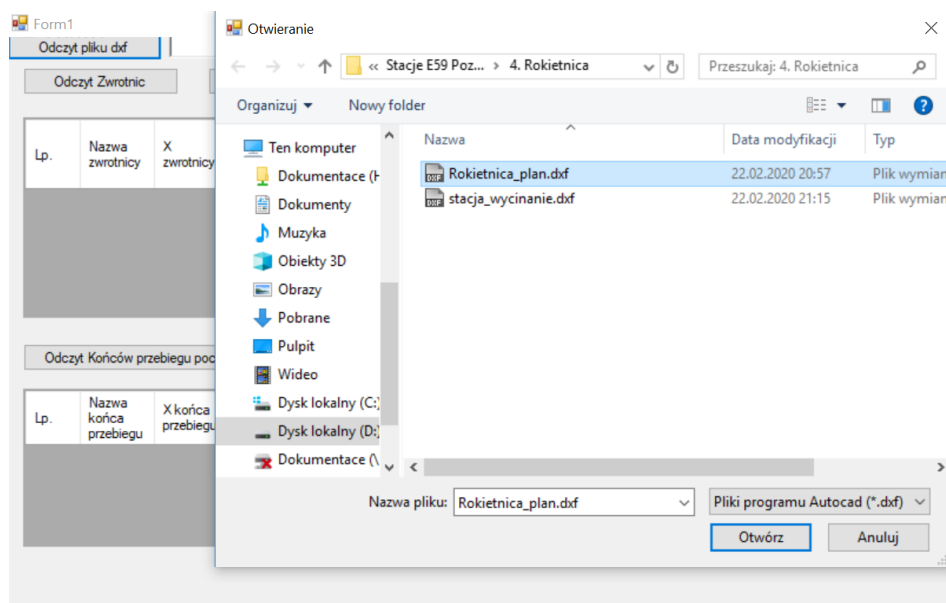 Form1
Odczyt pliku dxf
Odczyt Zwrotnic
Lp.
Nazwa zwrotnicy
X zwrotnicy
Odczyt Końców przebiegu poc
Lp.
Nazwa końca przebiegu
X końca przebiegu
Otwieranie
« Stacje E59 Poz... > 4. Rokietnica
Przeszukaj: 4. Rokietnica
Organizuj
Nowy folder
Ten komputer
Dokumentace (H
Dokumenty
Muzyka
Obiekty 3D
Obrazy
Pobrane
Pulpit
Wideo
Dysk lokalny (C:)
Dysk lokalny (D:)
Dokumentace (\
Nazwa Data modyfikacji Typ
DXF Rokietnica_plan.dxf 22.02.2020 20:57 Plik wymian
DXF stacja_wycinanie.dxf 22.02.2020 21:15 Plik wymian
Nazwa pliku: Rokietnica_plan.dxf Pliki programu Autocad (*.dxf)
Otwórz Anuluj